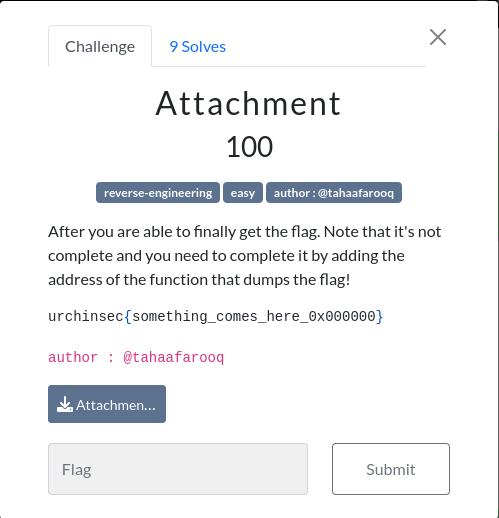 Challenge
9 Solves
Attachment
100
reverse-engineering easy author : @tahaafarooq
After you are able to finally get the flag. Note that it's not
complete and you need to complete it by adding the
address of the function that dumps the flag!
urchinsec{something_comes_here_0x000000}
author : @tahaafarooq
Attachmen...
Flag
Submit